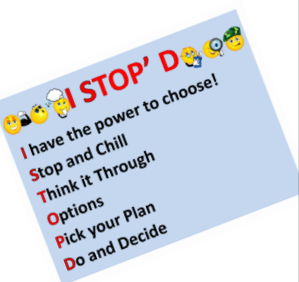 I STOP’ D
I have the power to choose!
Stop and Chill
Think it Through
Options
Pick your Plan
Do and Decide